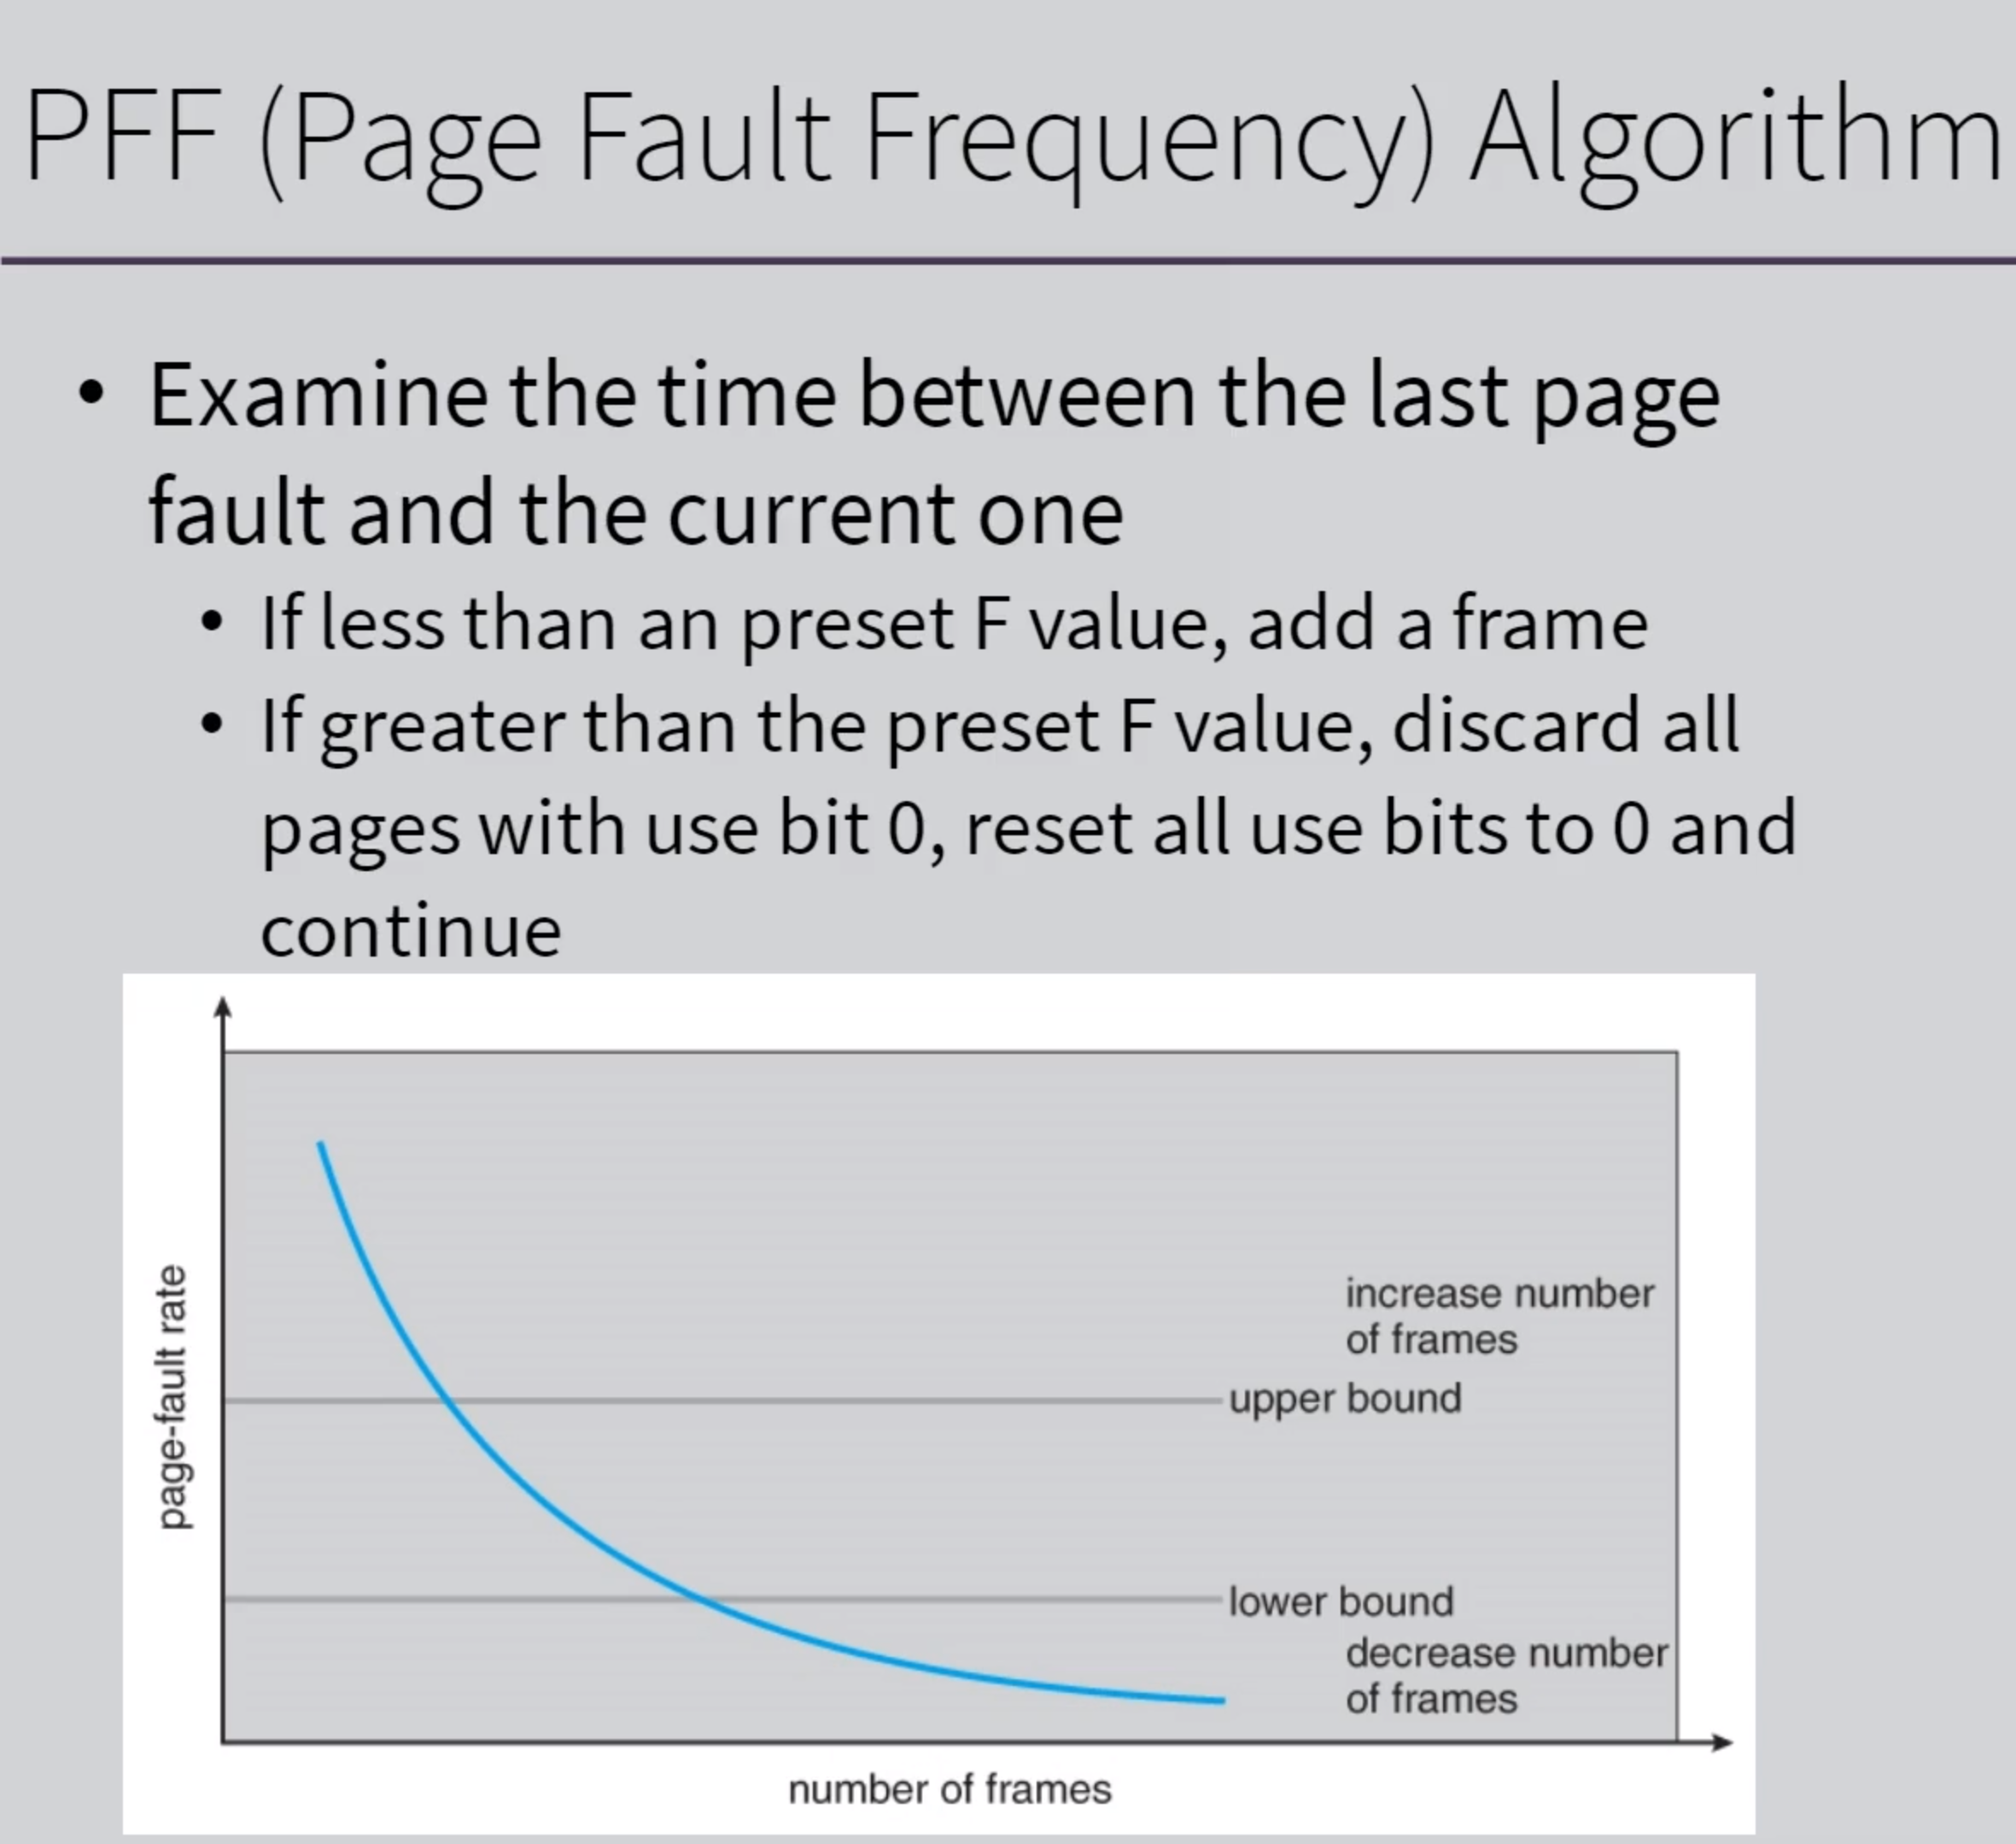 PFF (Page Fault Frequency) Algorithm
• Examine the time between the last page
fault and the current one
• If less than an preset F value, add a frame
• If greater than the preset F value, discard all
pages with use bit 0, reset all use bits to 0 and
continue
page-fault rate
increase number
of frames
upper bound
lower bound
decrease number
of frames
number of frames